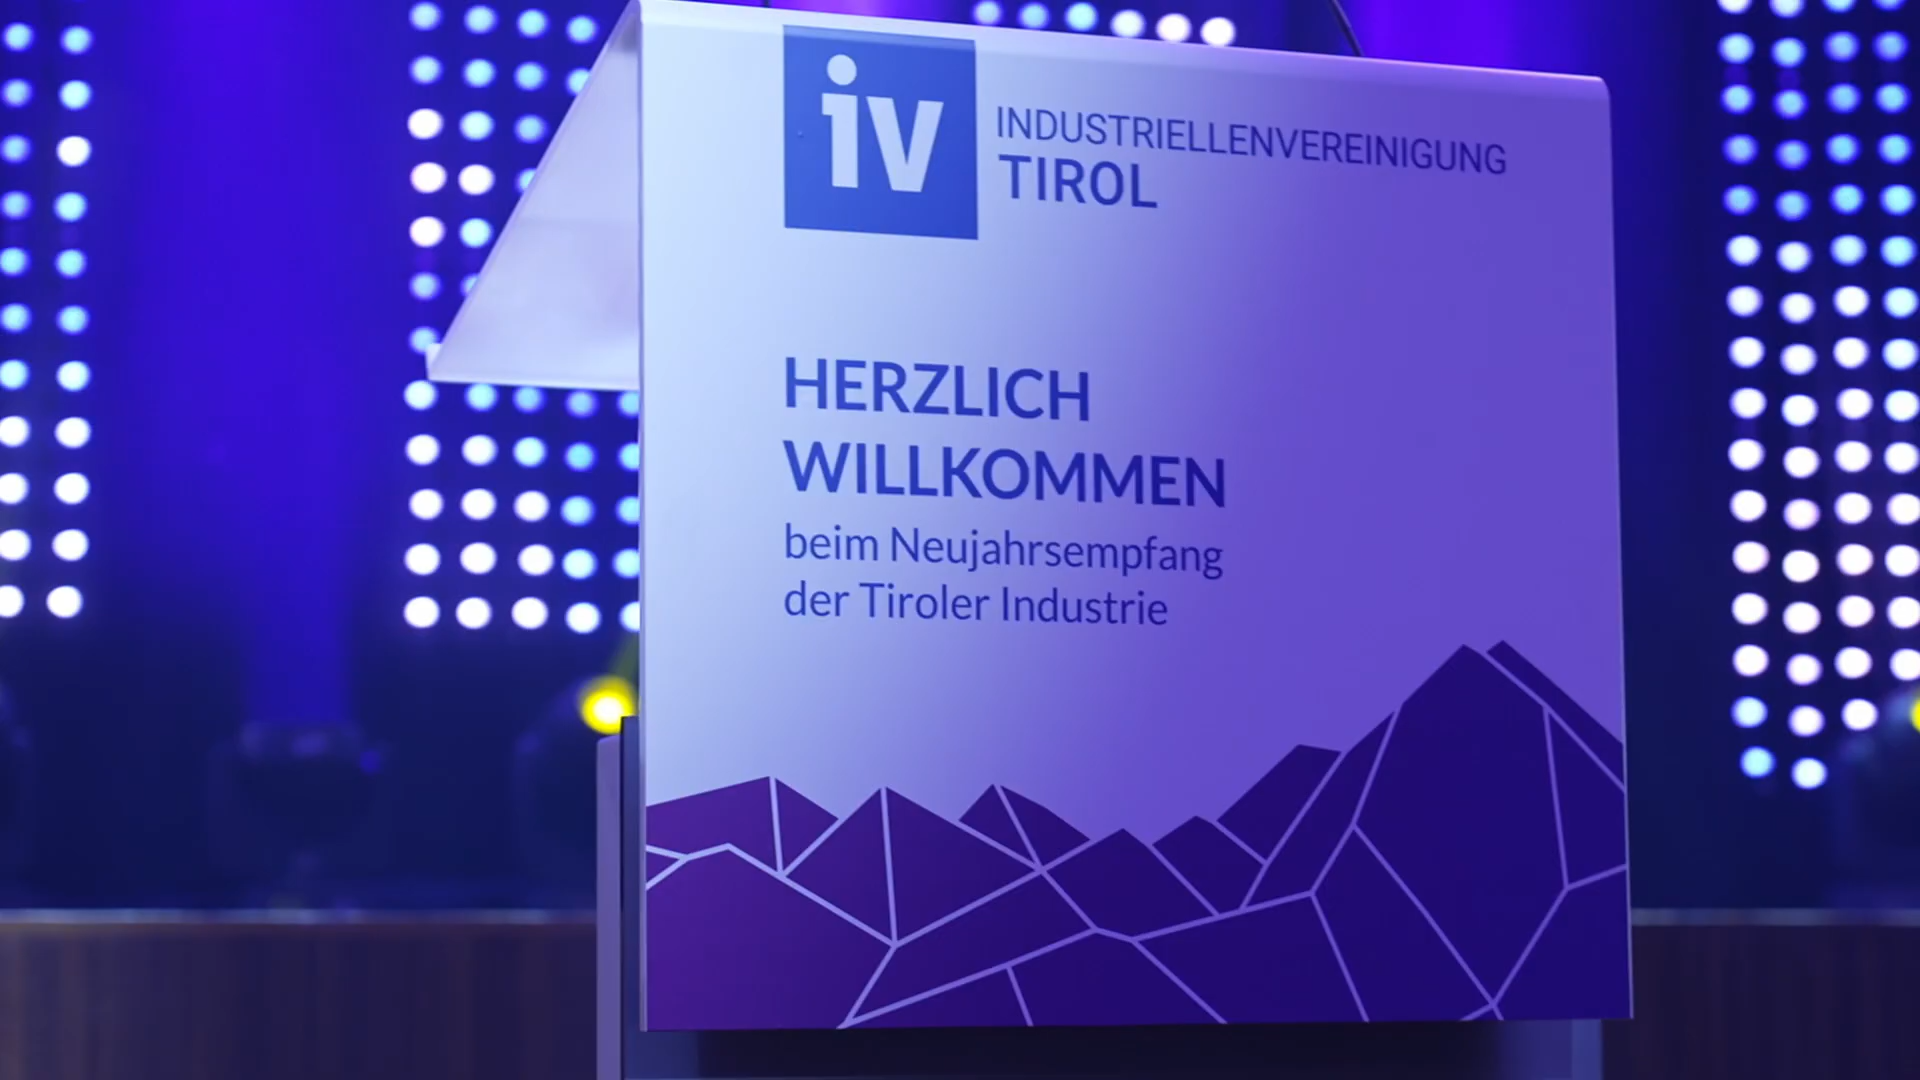 iv
INDUSTRIELLENVEREINIGUNG
TIROL
HERZLICH
WILLKOMMEN
beim Neujahrsempfang
der Tiroler Industrie